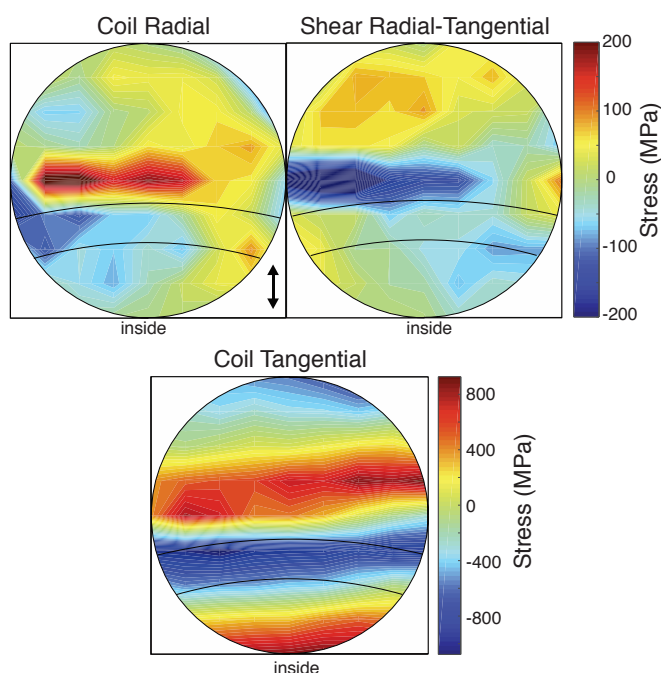 Coil Radial
Shear Radial-Tangential
200
100
0
-100
-200
Stress (MPa)
inside
inside
Coil Tangential
800
400
0
-400
-800
Stress (MPa)
inside